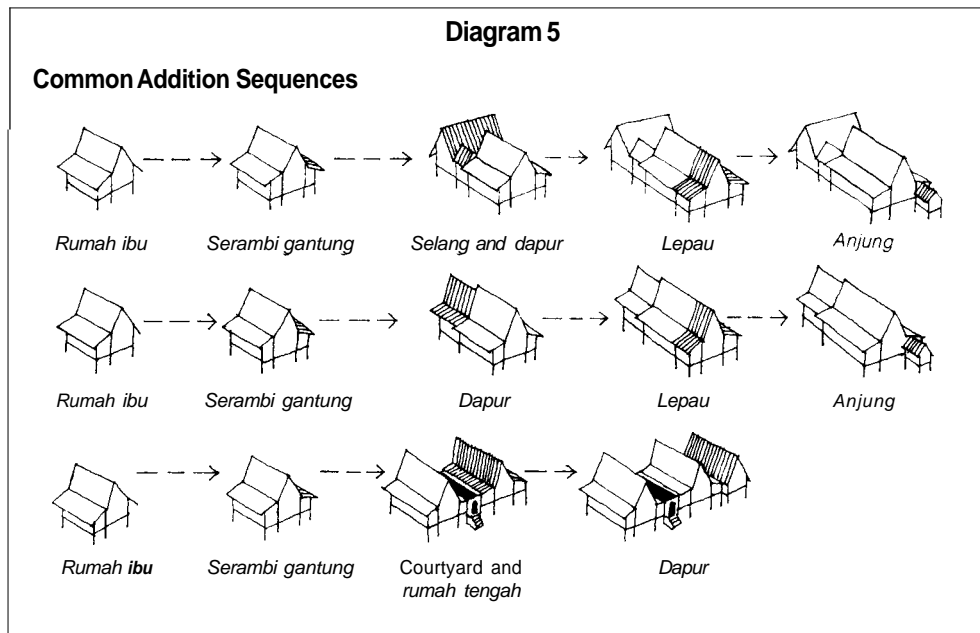 Diagram 5
Common Addition Sequences
Rumah ibu
Serambi gantung
Selang and dapur
Lepau
Anjung
Rumah ibu
Serambi gantung
Dapur
Lepau
Anjung
Rumah ibu
Serambi gantung
Courtyard and
rumah tengah
Dapur